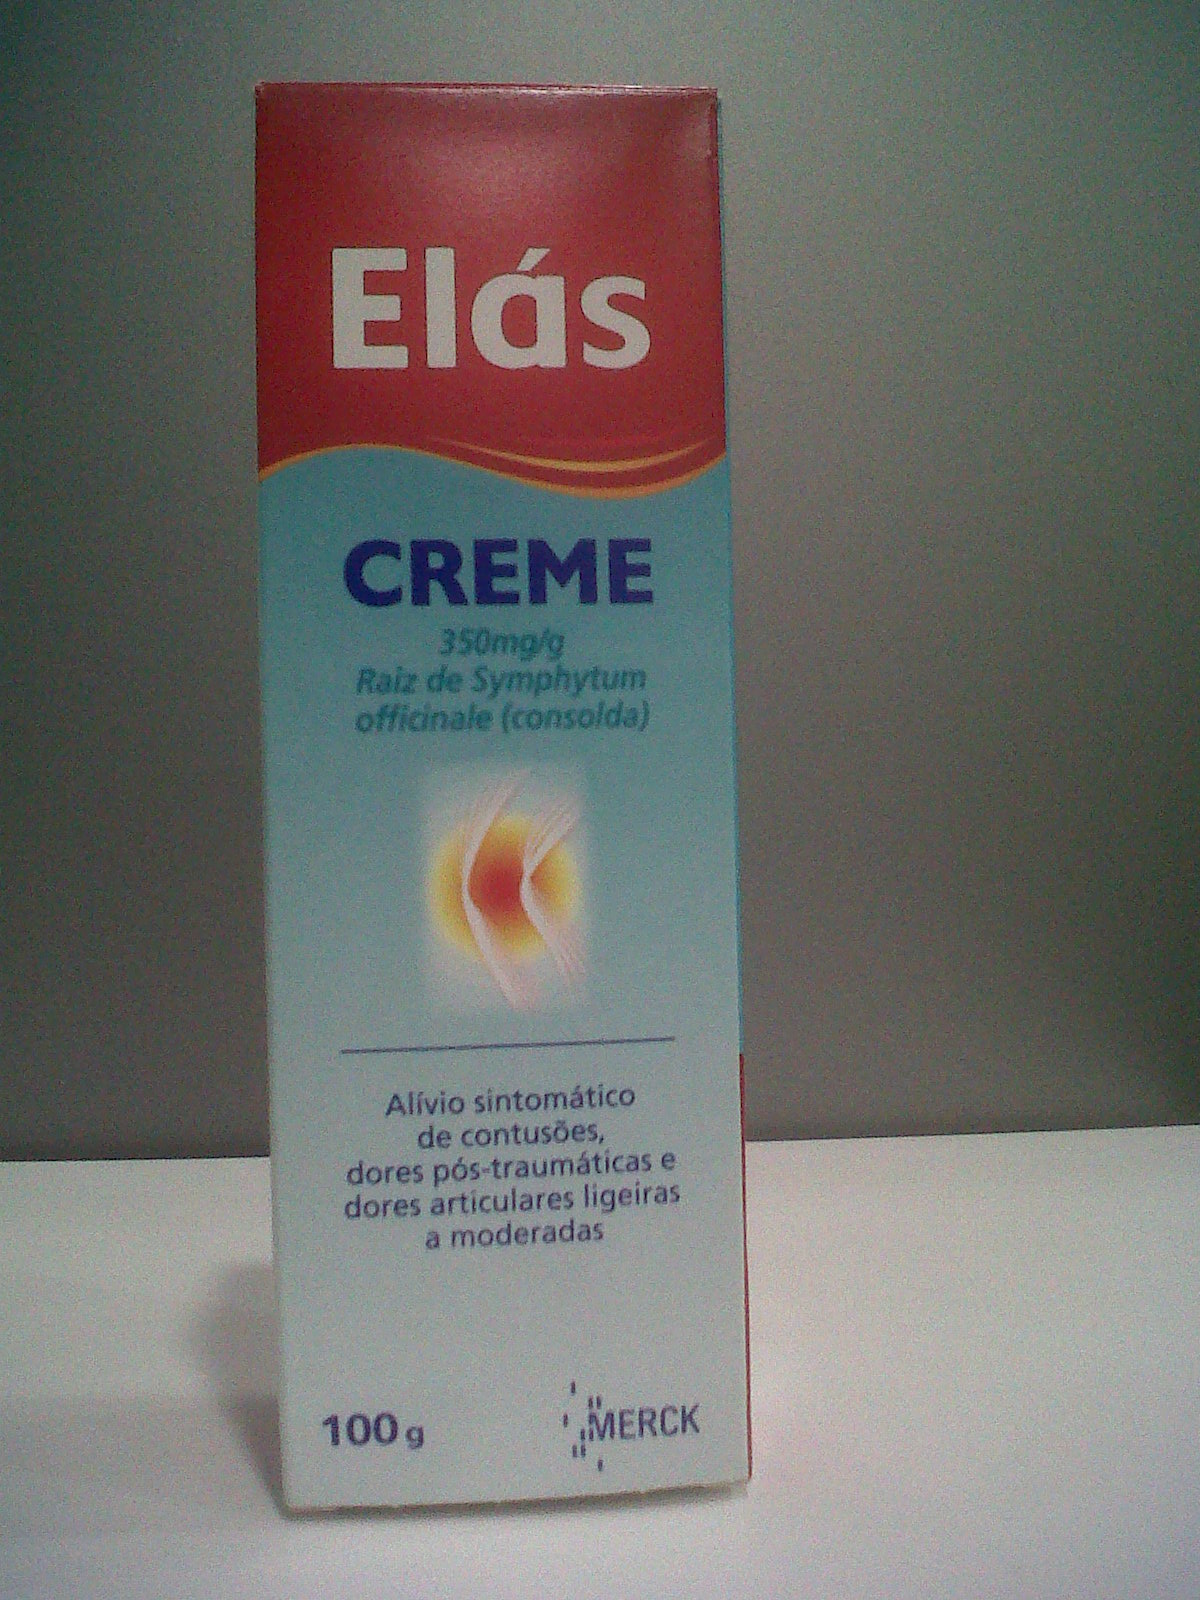 Elás
CREME
350mg/g
Raiz de Symphytum
officinale (consolda)
Alívio sintomático
de contusões,
dores pós-traumáticas e
dores articulares ligeiras
a moderadas
100 g
MERCK